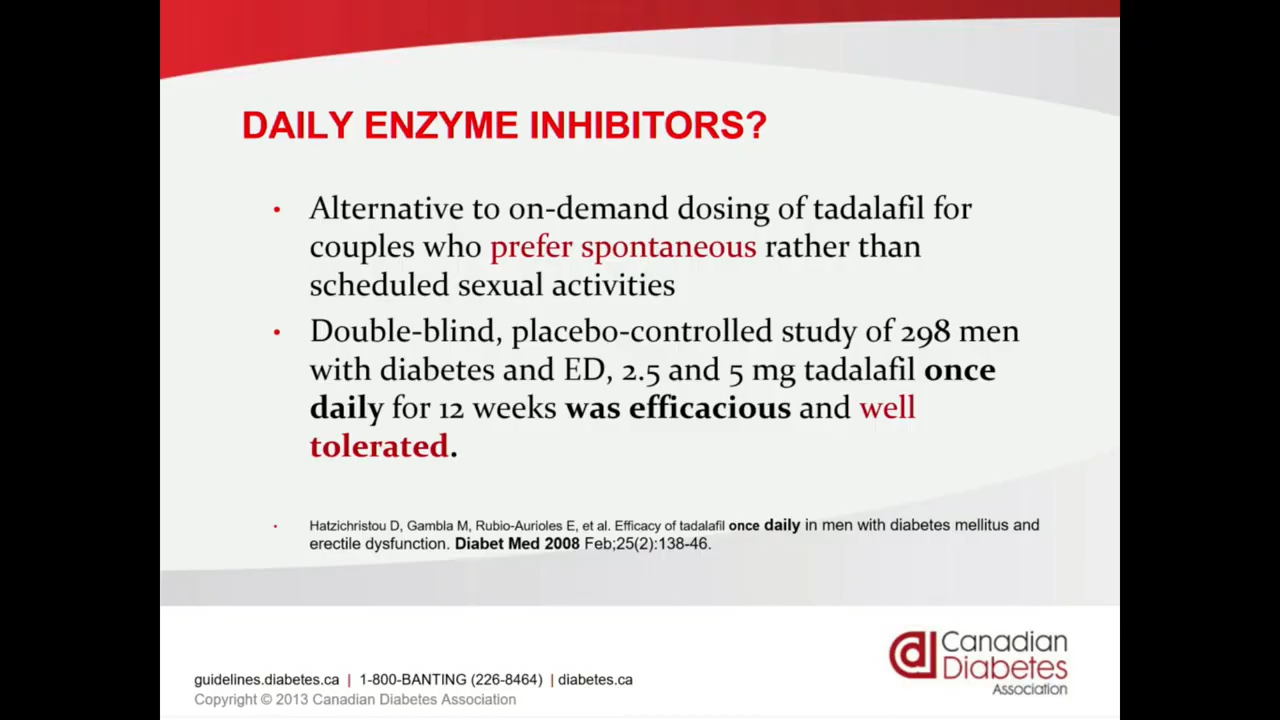 DAILY ENZYME INHIBITORS?
• Alternative to on-demand dosing of tadalafil for
couples who prefer spontaneous rather than
scheduled sexual activities
• Double-blind, placebo-controlled study of 298 men
with diabetes and ED, 2.5 and 5 mg tadalafil once
daily for 12 weeks was efficacious and well
tolerated.
• Hatzichristou D, Gambla M, Rubio-Aurioles E, et al. Efficacy of tadalafil once daily in men with diabetes mellitus and
erectile dysfunction. Diabet Med 2008 Feb;25(2):138-46.
Canadian
Diabetes
Association
guidelines.diabetes.ca | 1-800-BANTING (226-8464) | diabetes.ca
Copyright © 2013 Canadian Diabetes Association